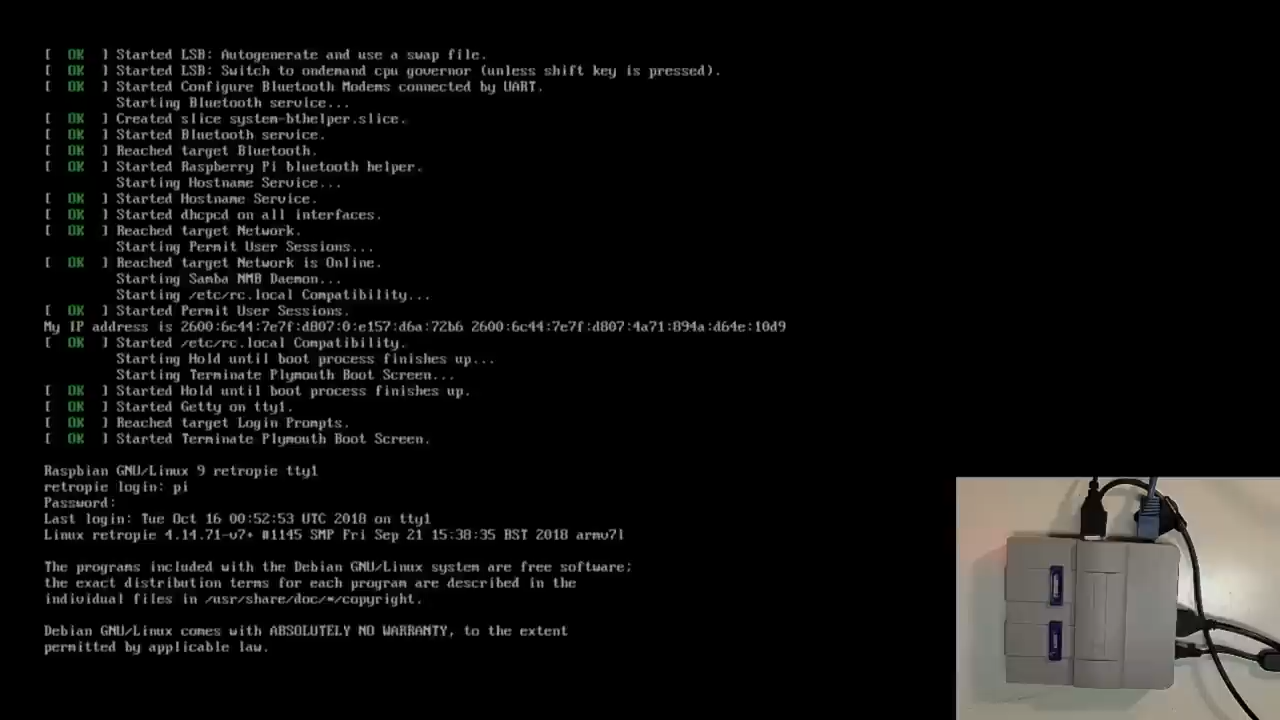 [  OK  ] Started LSB: Autogenerate and use a swap file.
[  OK  ] Started LSB: Switch to ondemand cpu governor (unless shift key is pressed).
[  OK  ] Started Configure Bluetooth Modems connected by UART.
Starting Bluetooth service...
[  OK  ] Created slice system-bthelper.slice.
[  OK  ] Started Bluetooth service.
[  OK  ] Reached target Bluetooth.
[  OK  ] Started Raspberry Pi bluetooth helper.
Starting Hostname Service...
[  OK  ] Started Hostname Service.
[  OK  ] Started dhcpcd on all interfaces.
[  OK  ] Reached target Network.
Starting Permit User Sessions...
[  OK  ] Reached target Network is Online.
Starting Samba NMB Daemon...
Starting /etc/rc.local Compatibility...
[  OK  ] Started Permit User Sessions.
My IP address is 2600:6c44:7e7f:d807:0:e157:d6a:72b6 2600:6c44:7e7f:d807:4a71:894a:d64e:10d9
[  OK  ] Started /etc/rc.local Compatibility.
Starting Hold until boot process finishes up...
Starting Terminate Plymouth Boot Screen...
[  OK  ] Started Hold until boot process finishes up.
[  OK  ] Started Getty on tty1.
[  OK  ] Reached target Login Prompts.
[  OK  ] Started Terminate Plymouth Boot Screen.
Raspbian GNU/Linux 9 retropie tty1
retropie login: pi
Password:
Last login: Tue Oct 16 00:52:53 UTC 2018 on tty1
Linux retropie 4.14.71-v7+ #1145 SMP Fri Sep 21 15:38:35 BST 2018 armv7l
The programs included with the Debian GNU/Linux system are free software;
the exact distribution terms for each program are described in the
individual files in /usr/share/doc/*/copyright.
Debian GNU/Linux comes with ABSOLUTELY NO WARRANTY, to the extent
permitted by applicable law.